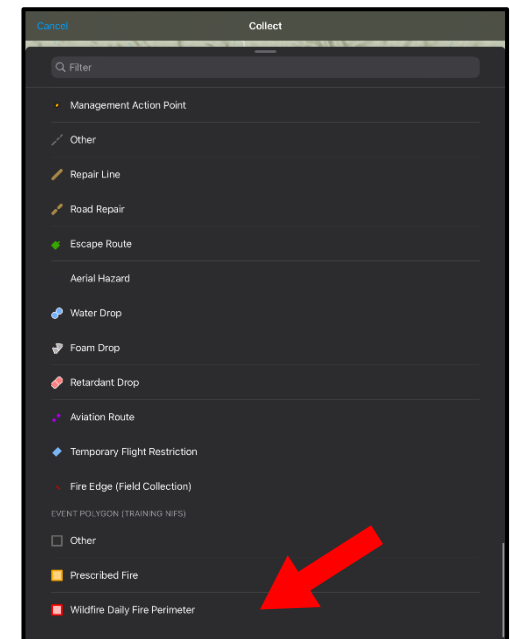 Cancel
Collect
Filter
Management Action Point
Other
Repair Line
Road Repair
Escape Route
Aerial Hazard
Water Drop
Foam Drop
Retardant Drop
Aviation Route
Temporary Flight Restriction
Fire Edge (Field Collection)
EVENT POLYGON (TRAINING NIFS)
Other
Prescribed Fire
Wildfire Daily Fire Perimeter